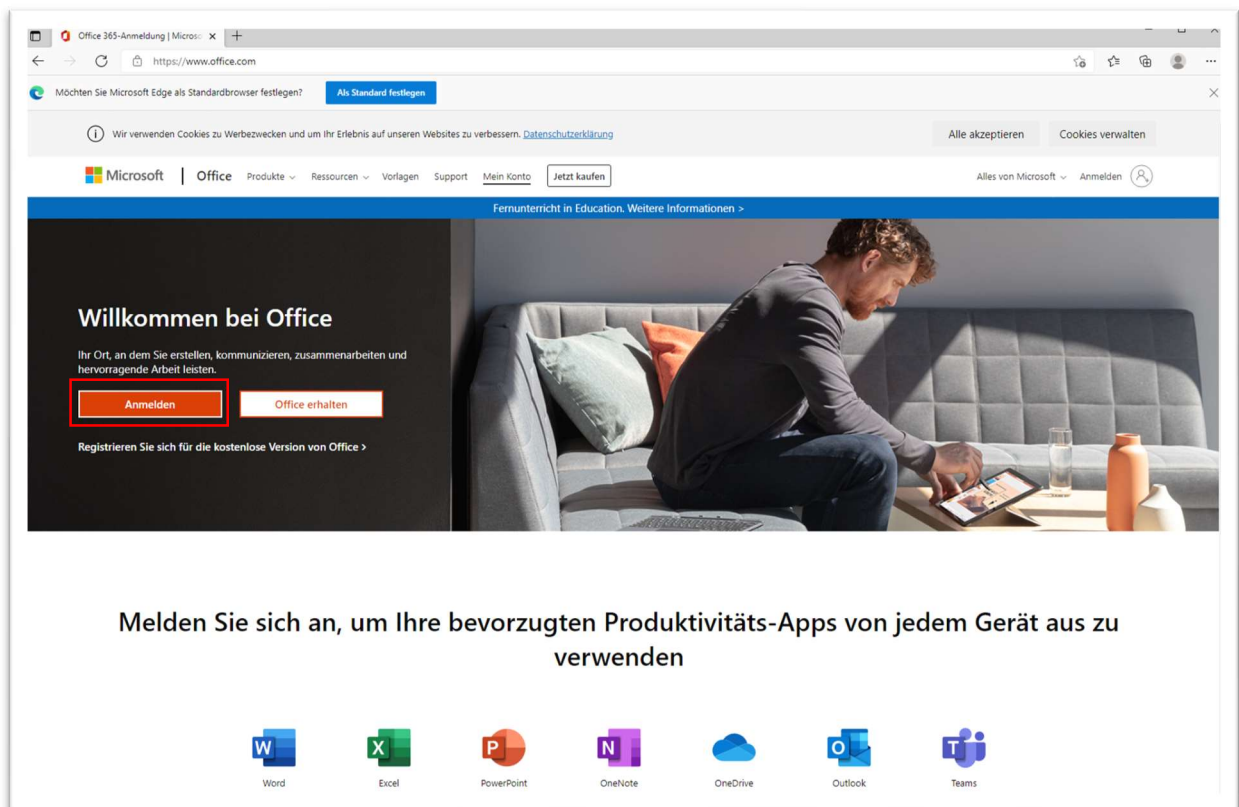 Office 365-Anmeldung | Micros
https://www.office.com
Möchten Sie Microsoft Edge als Standardbrowser festlegen? Als Standard festlegen
Wir verwenden Cookies zu Werbezwecken und um Ihr Erlebnis auf unseren Websites zu verbessern. Datenschutzerklärung Alle akzeptieren Cookies verwalten
Microsoft Office Produkte Ressourcen Vorlagen Support Mein Konto Jetzt kaufen Alles von Microsoft Anmelden
Fernunterricht in Education. Weitere Informationen >
Willkommen bei Office
Ihr Ort, an dem Sie erstellen, kommunizieren, zusammenarbeiten und
hervorragende Arbeit leisten.
Anmelden Office erhalten
Registrieren Sie sich für die kostenlose Version von Office >
Melden Sie sich an, um Ihre bevorzugten Produktivitäts-Apps von jedem Gerät aus zu
verwenden
Word Excel PowerPoint OneNote OneDrive Outlook Teams